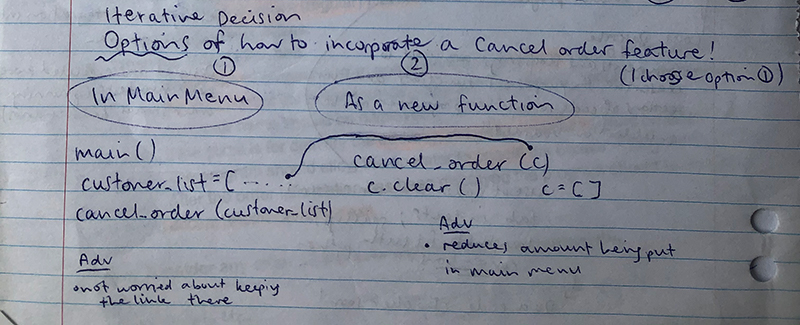 Iterative Decision
Options of how to incorporate a cancel order feature!
① ②
(I choose option ①)
In Main Menu
As a new function
main()
customer_list = [ ......
cancel_order (customer_list)
cancel_order (c)
c.clear() c = [ ]
Adv
• not worried about keeping
the link there
Adv
• reduces amount being put
in main menu